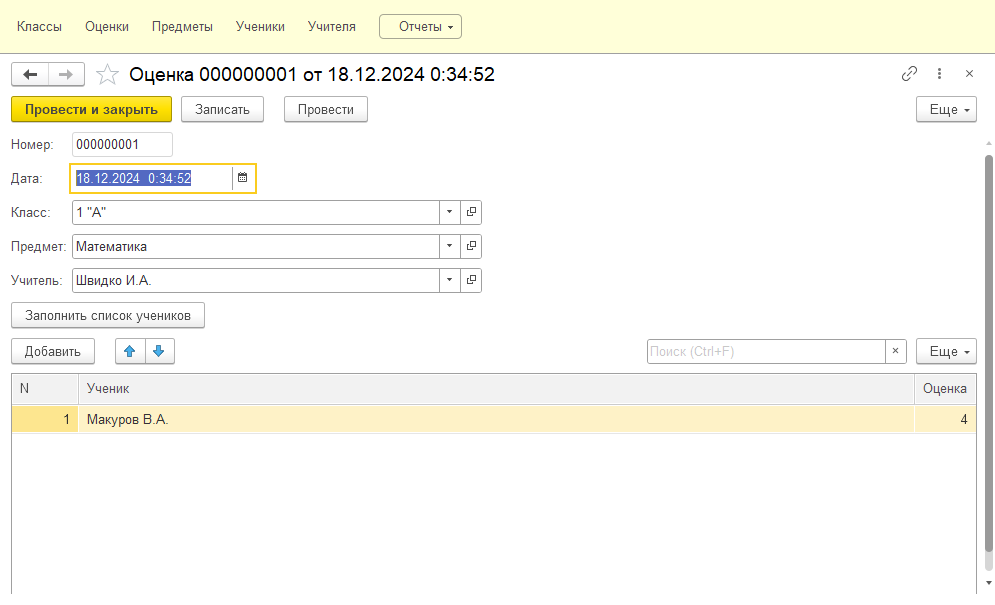 Классы Оценки Предметы Ученики Учителя Отчеты
Оценка 000000001 от 18.12.2024 0:34:52
Провести и закрыть Записать Провести Еще
Номер: 000000001
Дата: 18.12.2024 0:34:52
Класс: 1 "А"
Предмет: Математика
Учитель: Швидко И.А.
Заполнить список учеников
Добавить Поиск (Ctrl+F) × Еще
N Ученик Оценка
1 Макуров В.А. 4